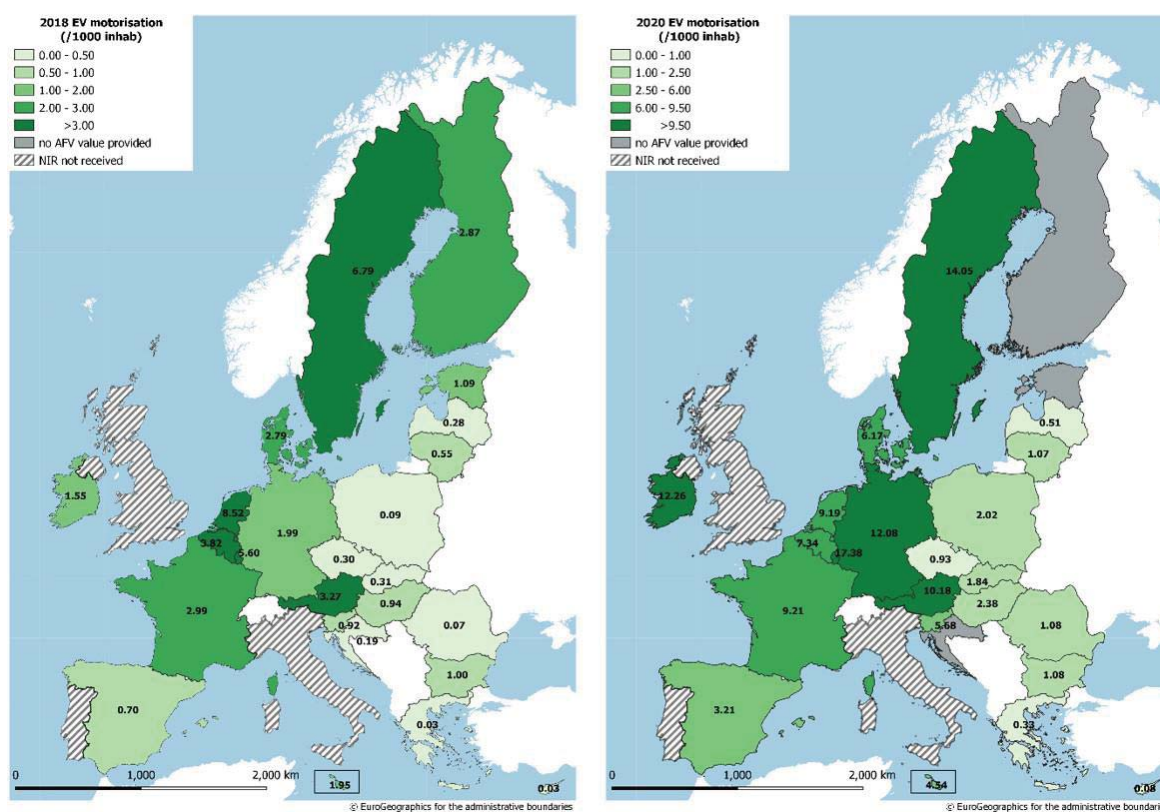 2018 EV motorisation
(/1000 inhab)
0.00 - 0.50
0.50 - 1.00
1.00 - 2.00
2.00 - 3.00
>3.00
no AFV value provided
NIR not received
2.87
6.79
1.09
0.28
2.79
0.55
1.55
8.52
0.09
1.99
3.82
5.60
0.30
0.31
3.27
0.94
2.99
0.92
0.07
0.19
1.00
0.70
0.03
0 1,000 2,000 km
1.95
0.03
© EuroGeographics for the administrative boundaries
2020 EV motorisation
(/1000 inhab)
0.00 - 1.00
1.00 - 2.50
2.50 - 6.00
6.00 - 9.50
>9.50
no AFV value provided
NIR not received
14.05
0.51
6.17
1.07
12.26
9.19
2.02
12.08
7.34
17.38
0.93
1.84
10.18
2.38
9.21
5.68
1.08
1.08
3.21
0.33
0 1,000 2,000 km
4.54
0.08
© EuroGeographics for the administrative boundaries